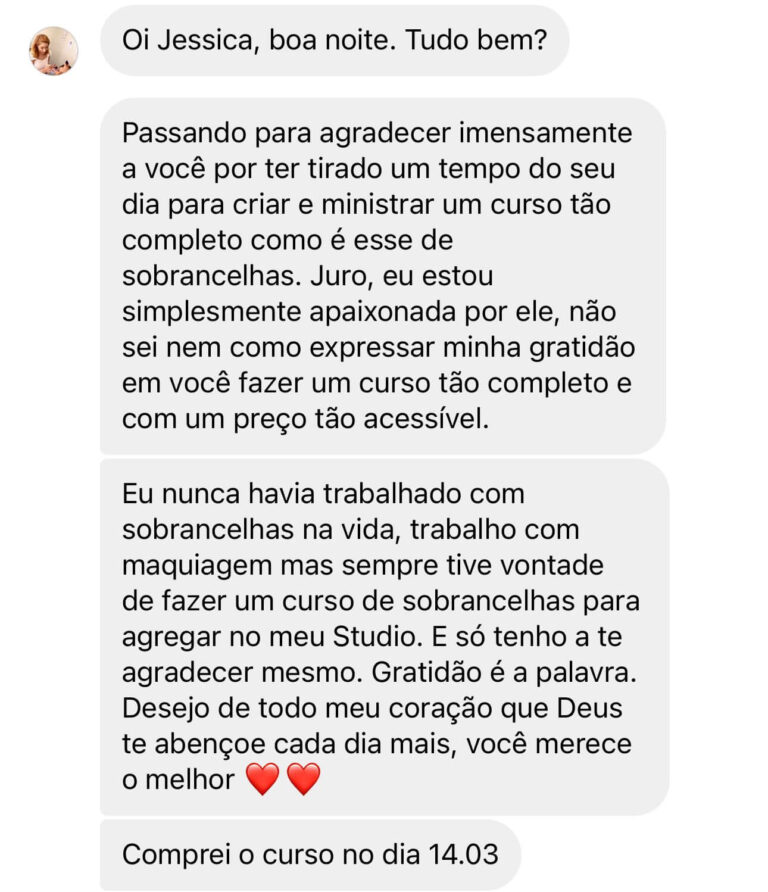 Oi Jessica, boa noite. Tudo bem?
Passando para agradecer imensamente
a você por ter tirado um tempo do seu
dia para criar e ministrar um curso tão
completo como é esse de
sobrancelhas. Juro, eu estou
simplesmente apaixonada por ele, não
sei nem como expressar minha gratidão
em você fazer um curso tão completo e
com um preço tão acessível.
Eu nunca havia trabalhado com
sobrancelhas na vida, trabalho com
maquiagem mas sempre tive vontade
de fazer um curso de sobrancelhas para
agregar no meu Studio. E só tenho a te
agradecer mesmo. Gratidão é a palavra.
Desejo de todo meu coração que Deus
te abençoe cada dia mais, você merece
o melhor ❤️❤️
Comprei o curso no dia 14.03